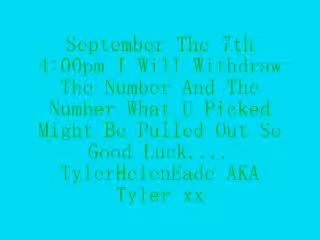 September The 7th
4:00pm I Will Withdraw
The Number And The
Number What U Picked
Might Be Pulled Out So
Good Luck....
TylerHelenEade AKA
Tyler xx